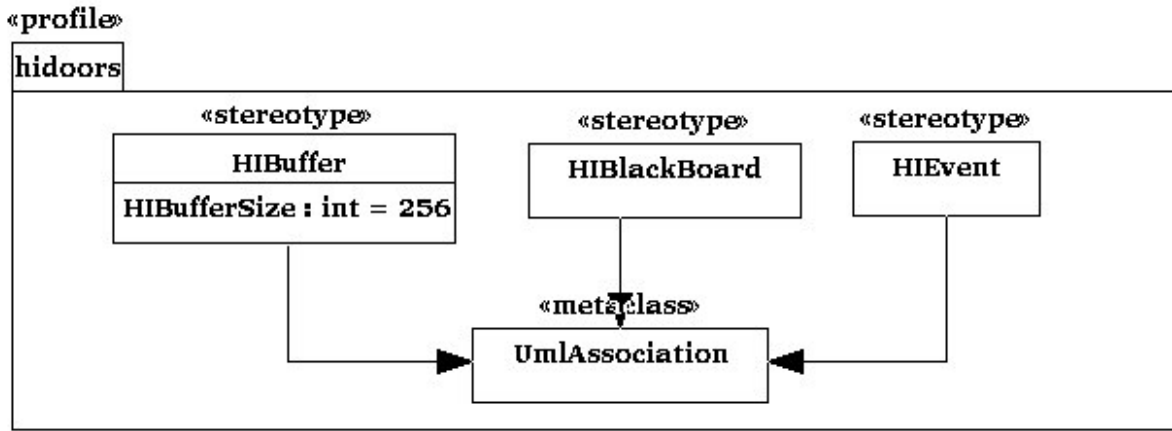 «profile»
hidoors
«stereotype»
HIBuffer
HIBufferSize : int = 256
«stereotype»
HIBlackBoard
«stereotype»
HIEvent
«metaclass»
UmlAssociation